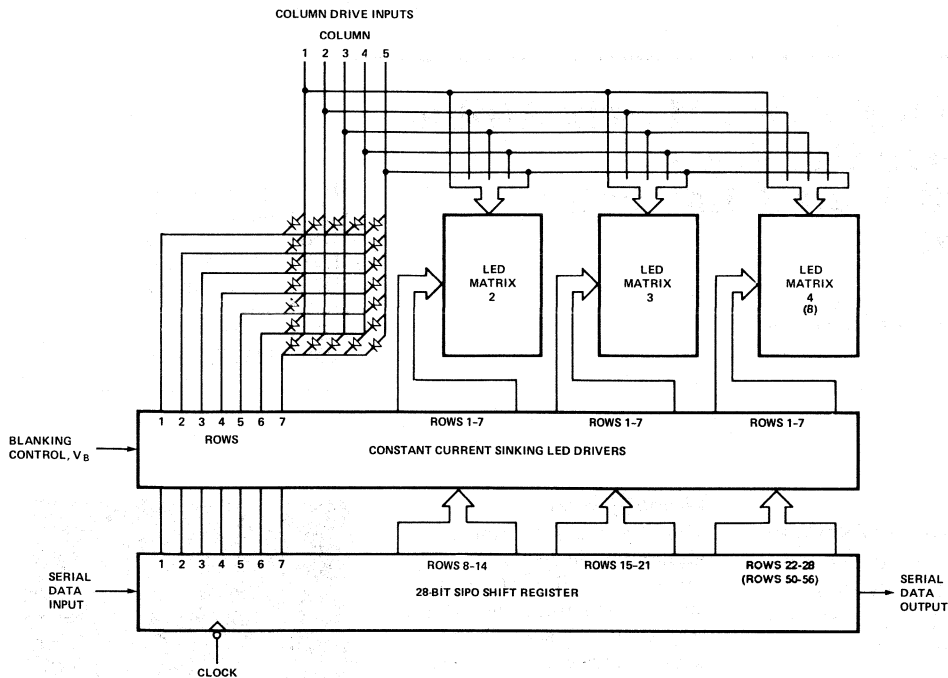 COLUMN DRIVE INPUTS
COLUMN
1 2 3 4 5
LED
MATRIX
2
LED
MATRIX
3
LED
MATRIX
4
(8)
1 2 3 4 5 6 7
ROWS
ROWS 1–7
ROWS 1–7
ROWS 1–7
BLANKING
CONTROL, VB
CONSTANT CURRENT SINKING LED DRIVERS
1 2 3 4 5 6 7
ROWS 8–14
ROWS 15–21
ROWS 22-28
(ROWS 50-56)
SERIAL
DATA
INPUT
28-BIT SIPO SHIFT REGISTER
SERIAL
DATA
OUTPUT
CLOCK